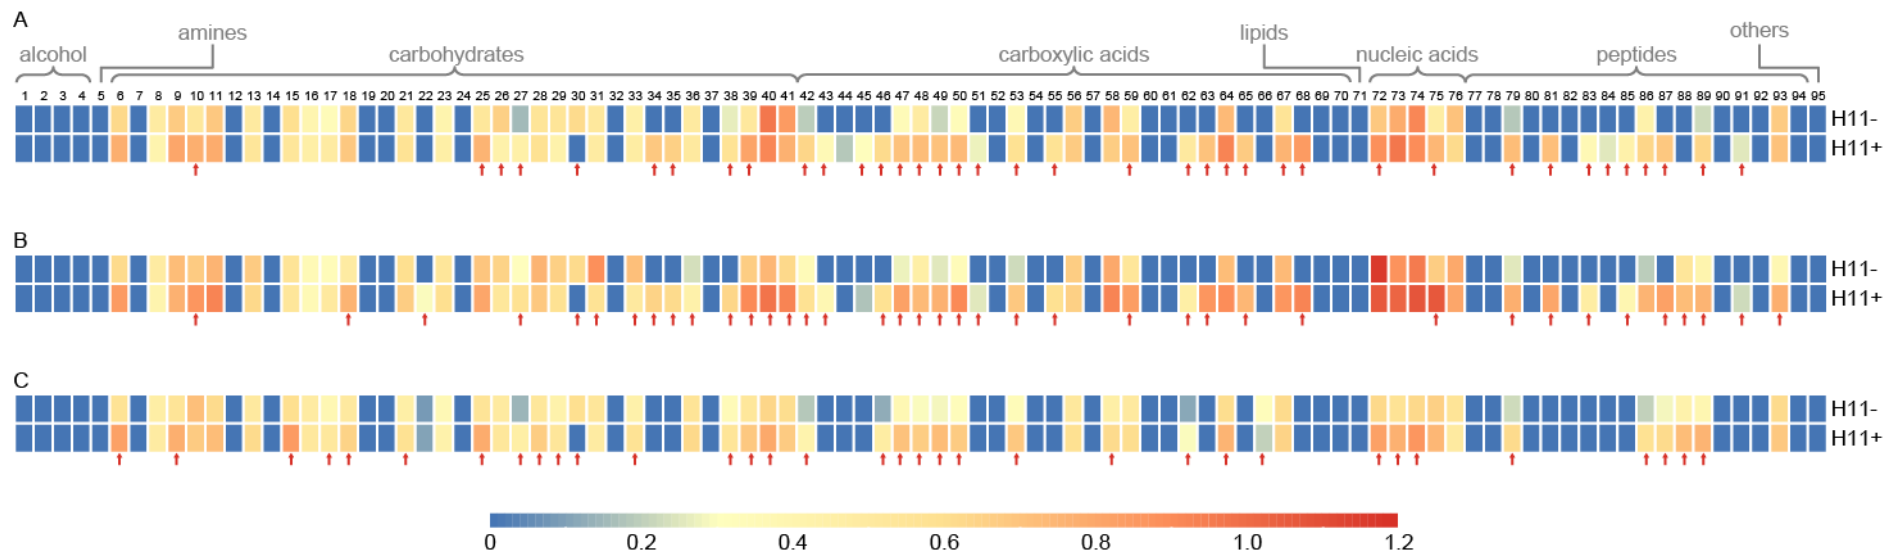 A
amines
lipids
others
alcohol
carbohydrates
carboxylic acids
nucleic acids
peptides
1 2 3 4 5 6 7 8 9 10 11 12 13 14 15 16 17 18 19 20 21 22 23 24 25 26 27 28 29 30 31 32 33 34 35 36 37 38 39 40 41 42 43 44 45 46 47 48 49 50 51 52 53 54 55 56 57 58 59 60 61 62 63 64 65 66 67 68 69 70 71 72 73 74 75 76 77 78 79 80 81 82 83 84 85 86 87 88 89 90 91 92 93 94 95
H11-
H11+
B
H11-
H11+
C
H11-
H11+
0 0.2 0.4 0.6 0.8 1.0 1.2